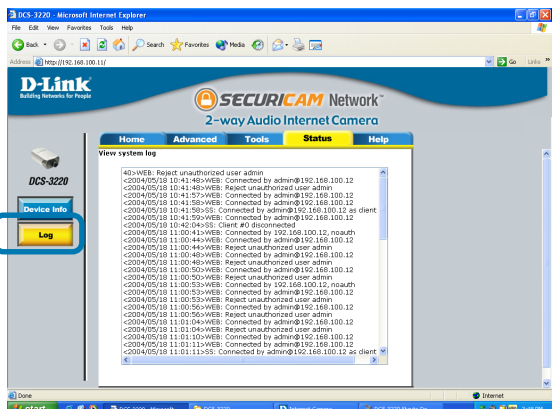 DCS-3220 - Microsoft Internet Explorer
File Edit View Favorites Tools Help
Back Search Favorites Media
Address http://192.168.100.11/ Go Links »
D-Link
Building Networks for People
SECURICAM Network™
2-way Audio Internet Camera
Home Advanced Tools Status Help
View system log
DCS-3220
Device Info
Log
40>WEB: Reject unauthorized user admin
<2004/05/18 10:41:48>WEB: Connected by admin@192.168.100.12
<2004/05/18 10:41:48>WEB: Reject unauthorized user admin
<2004/05/18 10:41:57>WEB: Connected by admin@192.168.100.12
<2004/05/18 10:41:58>WEB: Connected by admin@192.168.100.12
<2004/05/18 10:41:58>SS: Connected by admin@192.168.100.12 as client
<2004/05/18 10:41:59>WEB: Connected by admin@192.168.100.12
<2004/05/18 10:42:04>SS: Client #0 disconnected
<2004/05/18 11:00:41>WEB: Connected by 192.168.100.12, noauth
<2004/05/18 11:00:44>WEB: Connected by admin@192.168.100.12
<2004/05/18 11:00:44>WEB: Reject unauthorized user admin
<2004/05/18 11:00:48>WEB: Connected by admin@192.168.100.12
<2004/05/18 11:00:48>WEB: Reject unauthorized user admin
<2004/05/18 11:00:50>WEB: Connected by admin@192.168.100.12
<2004/05/18 11:00:50>WEB: Reject unauthorized user admin
<2004/05/18 11:00:53>WEB: Connected by 192.168.100.12, noauth
<2004/05/18 11:00:53>WEB: Connected by admin@192.168.100.12
<2004/05/18 11:00:53>WEB: Reject unauthorized user admin
<2004/05/18 11:00:56>WEB: Connected by admin@192.168.100.12
<2004/05/18 11:00:56>WEB: Reject unauthorized user admin
<2004/05/18 11:01:04>WEB: Connected by admin@192.168.100.12
<2004/05/18 11:01:04>WEB: Reject unauthorized user admin
<2004/05/18 11:01:10>WEB: Connected by admin@192.168.100.12
<2004/05/18 11:01:11>WEB: Connected by admin@192.168.100.12
<2004/05/18 11:01:11>SS: Connected by admin@192.168.100.12 as client
Done Internet
start